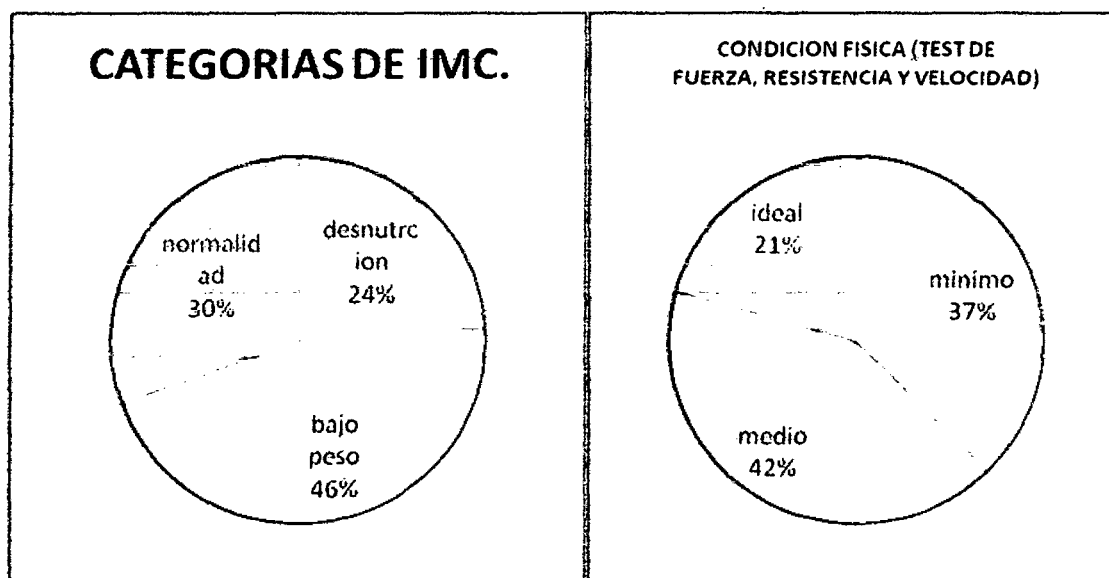 CATEGORIAS DE IMC.
normalid
ad
30%
desnutrc
ion
24%
bajo
peso
46%
CONDICION FISICA (TEST DE
FUERZA, RESISTENCIA Y VELOCIDAD)
ideal
21%
minimo
37%
medio
42%